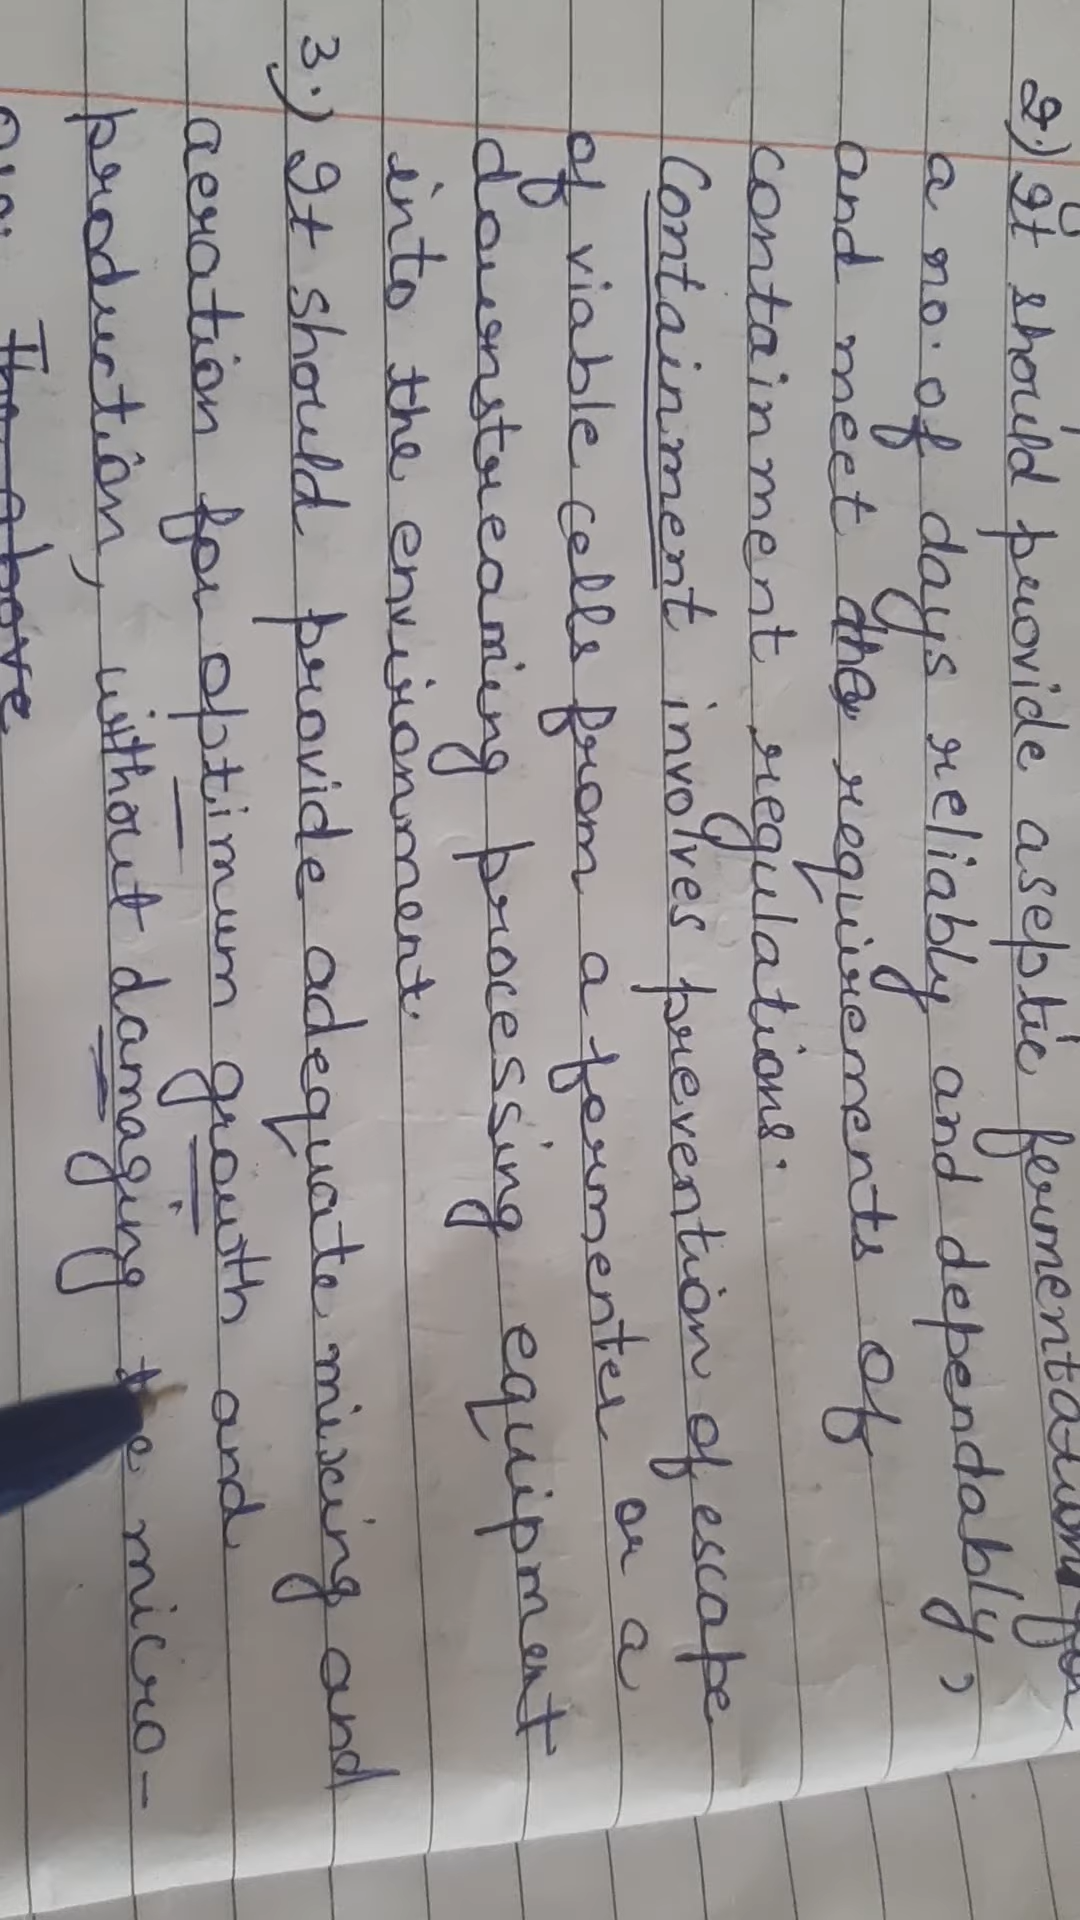 2.) It should provide aseptic fermentation for
a no. of days reliably and dependably,
and meet the requirements of
containment regulations.
Containment involves prevention of escape
of viable cells from a fermenter or a
downstreaming processing equipment
into the environment.
3.) It should provide adequate mixing and
aeration for optimum growth and
production, without damaging the micro-
The above